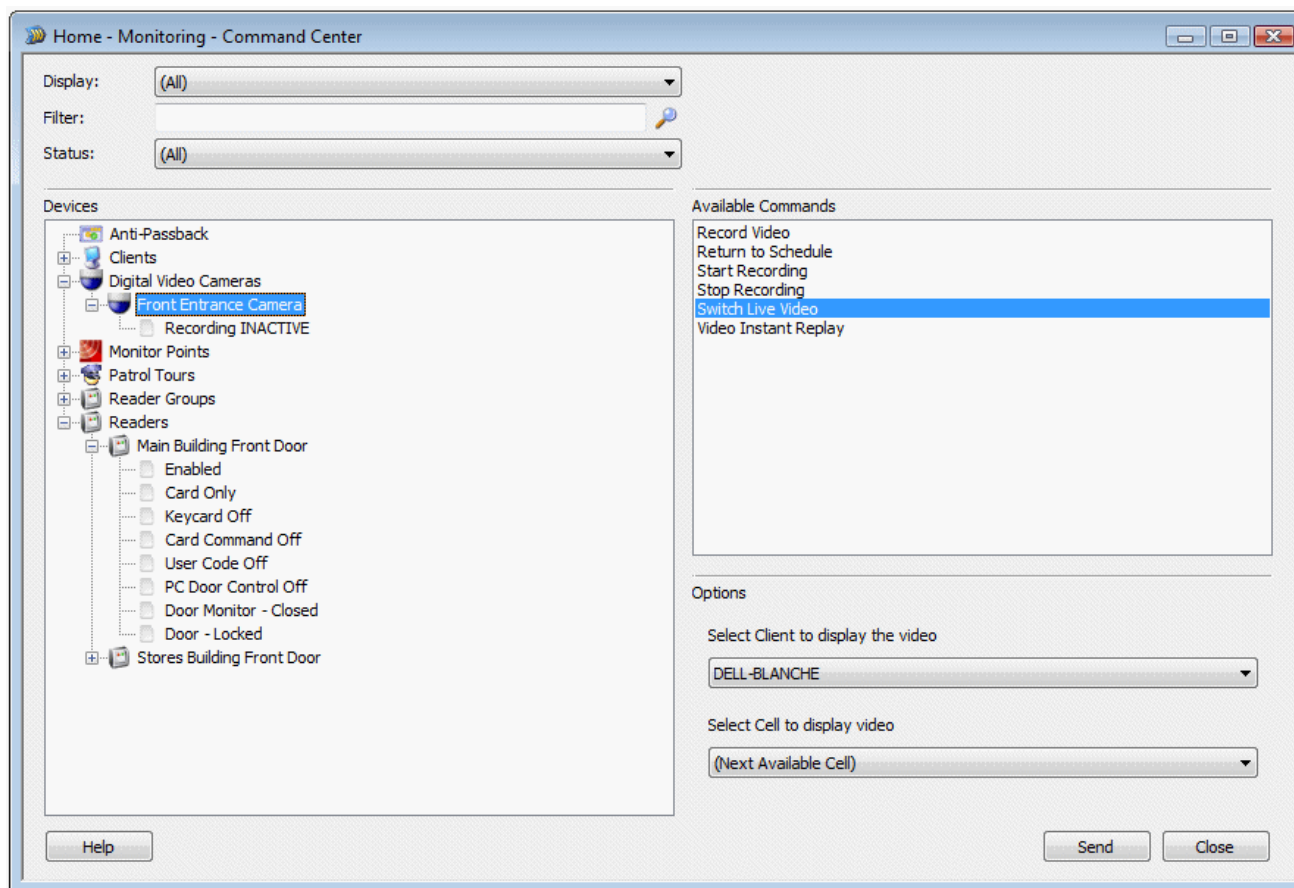 Home - Monitoring - Command Center
Display:
(All)
Filter:
Status:
(All)
Devices
Anti-Passback
Clients
Digital Video Cameras
Front Entrance Camera
Recording INACTIVE
Monitor Points
Patrol Tours
Reader Groups
Readers
Main Building Front Door
Enabled
Card Only
Keycard Off
Card Command Off
User Code Off
PC Door Control Off
Door Monitor - Closed
Door - Locked
Stores Building Front Door
Available Commands
Record Video
Return to Schedule
Start Recording
Stop Recording
Switch Live Video
Video Instant Replay
Options
Select Client to display the video
DELL-BLANCHE
Select Cell to display video
(Next Available Cell)
Help
Send
Close